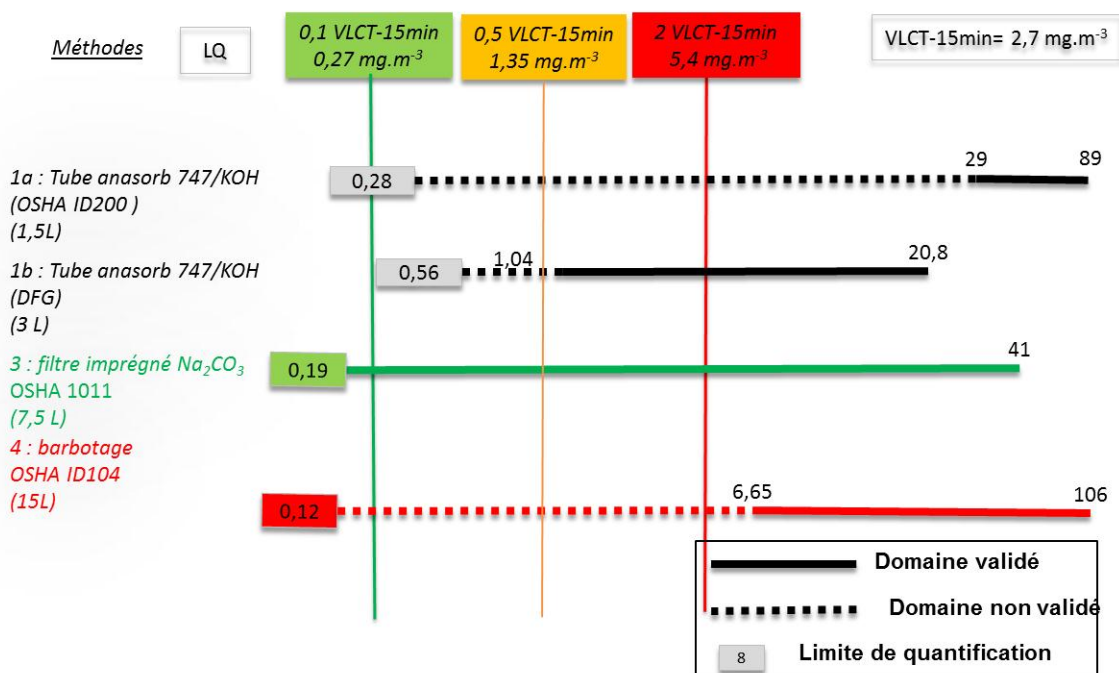 Méthodes
LQ
0,1 VLCT-15min
0,27 mg.m-3
0,5 VLCT-15min
1,35 mg.m-3
2 VLCT-15min
5,4 mg.m-3
VLCT-15min= 2,7 mg.m-3
1a : Tube anasorb 747/KOH
(OSHA ID200 )
(1,5L)
0,28
29
89
1b : Tube anasorb 747/KOH
(DFG)
(3 L)
0,56
1,04
20,8
3 : filtre imprégné Na2CO3
OSHA 1011
(7,5 L)
0,19
41
4 : barbotage
OSHA ID104
(15L)
0,12
6,65
106
Domaine validé
Domaine non validé
8
Limite de quantification